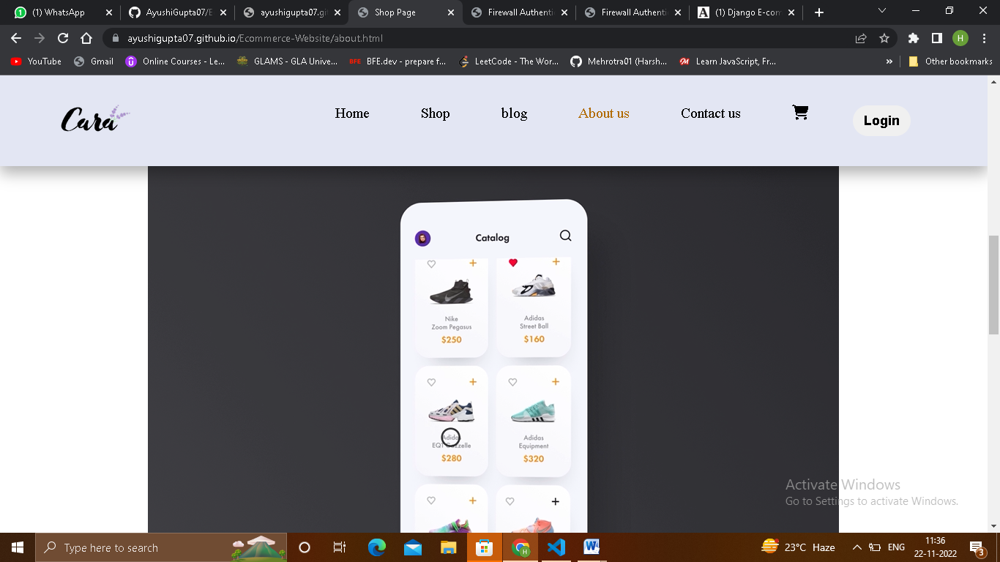 (1) WhatsApp
AyushiGupta07/E
ayushigupta07.gi
Shop Page
Firewall Authenti
Firewall Authenti
(1) Django E-com
ayushigupta07.github.io/Ecommerce-Website/about.html
H
YouTube
Gmail
Online Courses - Le...
GLAMS - GLA Unive...
BFE BFE.dev - prepare f...
LeetCode - The Wor...
Mehrotra01 (Harsh...
Learn JavaScript, Fr...
»
Other bookmarks
Cara
Home
Shop
blog
About us
Contact us
Login
Catalog
Nike
Zoom Pegasus
$250
Adidas
Street Ball
$160
Adidas
EQT Gazzelle
$280
Adidas
Equipment
$320
Activate Windows
Go to Settings to activate Windows.
Type here to search
23°C Haze
ENG
11:36
22-11-2022
3